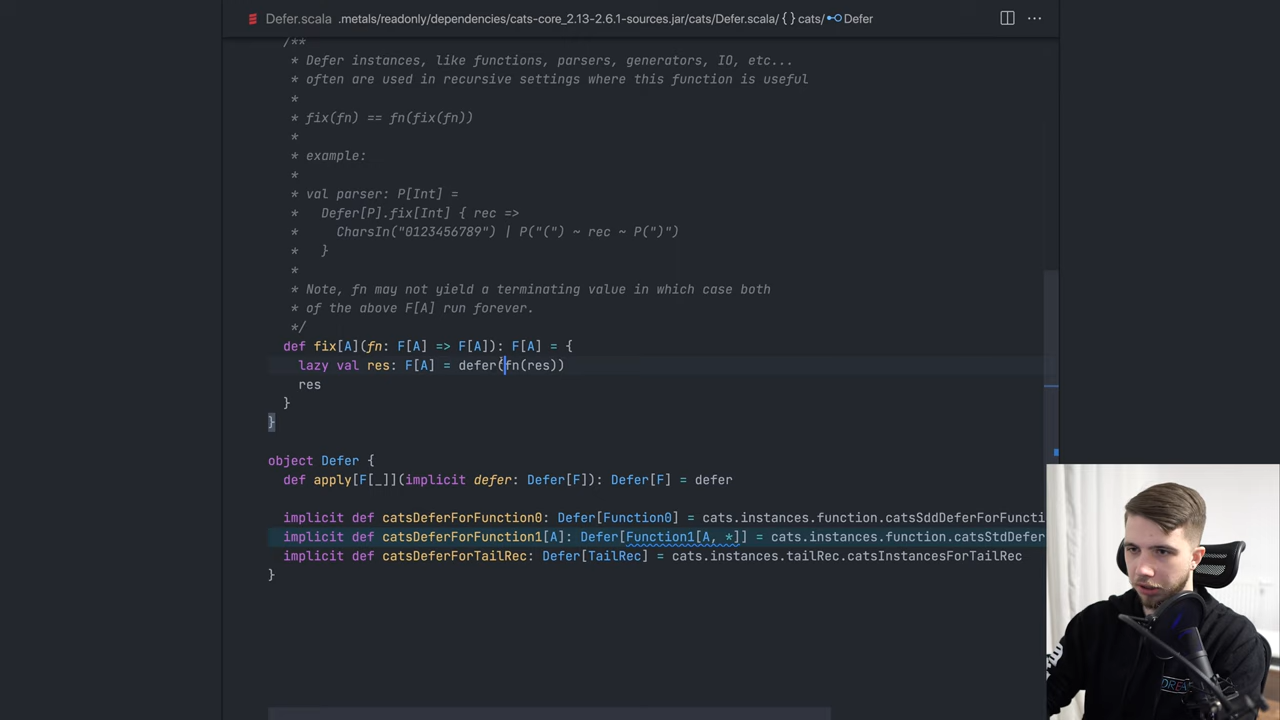 Defer.scala .metals/readonly/dependencies/cats-core_2.13-2.6.1-sources.jar/cats/Defer.scala/ {} cats/ Defer ...
/**
* Defer instances, like functions, parsers, generators, IO, etc...
* often are used in recursive settings where this function is useful
*
* fix(fn) == fn(fix(fn))
*
* example:
*
* val parser: P[Int] =
*   Defer[P].fix[Int] { rec =>
*     CharsIn("0123456789") | P("(") ~ rec ~ P(")")
*   }
*
* Note, fn may not yield a terminating value in which case both
* of the above F[A] run forever.
*/
def fix[A](fn: F[A] => F[A]): F[A] = {
lazy val res: F[A] = defer(fn(res))
res
}
}
object Defer {
def apply[F[_]](implicit defer: Defer[F]): Defer[F] = defer
implicit def catsDeferForFunction0: Defer[Function0] = cats.instances.function.catsSddDeferForFuncti
implicit def catsDeferForFunction1[A]: Defer[Function1[A, *]] = cats.instances.function.catsStdDefer
implicit def catsDeferForTailRec: Defer[TailRec] = cats.instances.tailRec.catsInstancesForTailRec
}